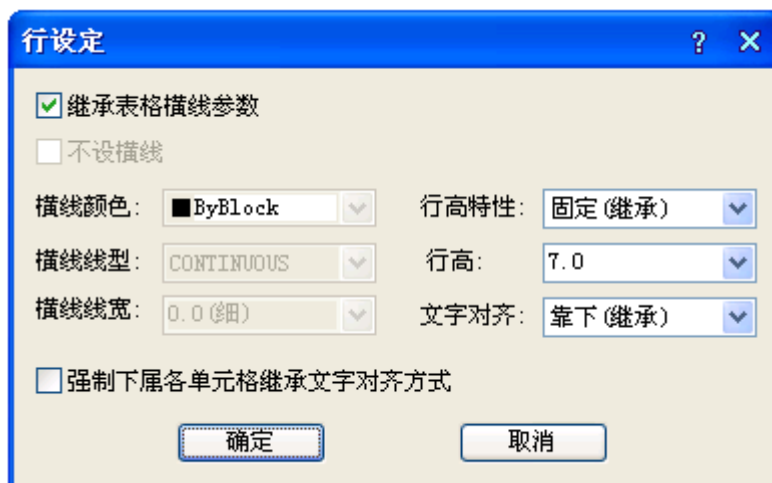 行设定
继承表格横线参数
不设横线
横线颜色: ByBlock 行高特性: 固定(继承)
横线线型: CONTINUOUS 行高: 7.0
横线线宽: 0.0(细) 文字对齐: 靠下(继承)
强制下属各单元格继承文字对齐方式
确定 取消